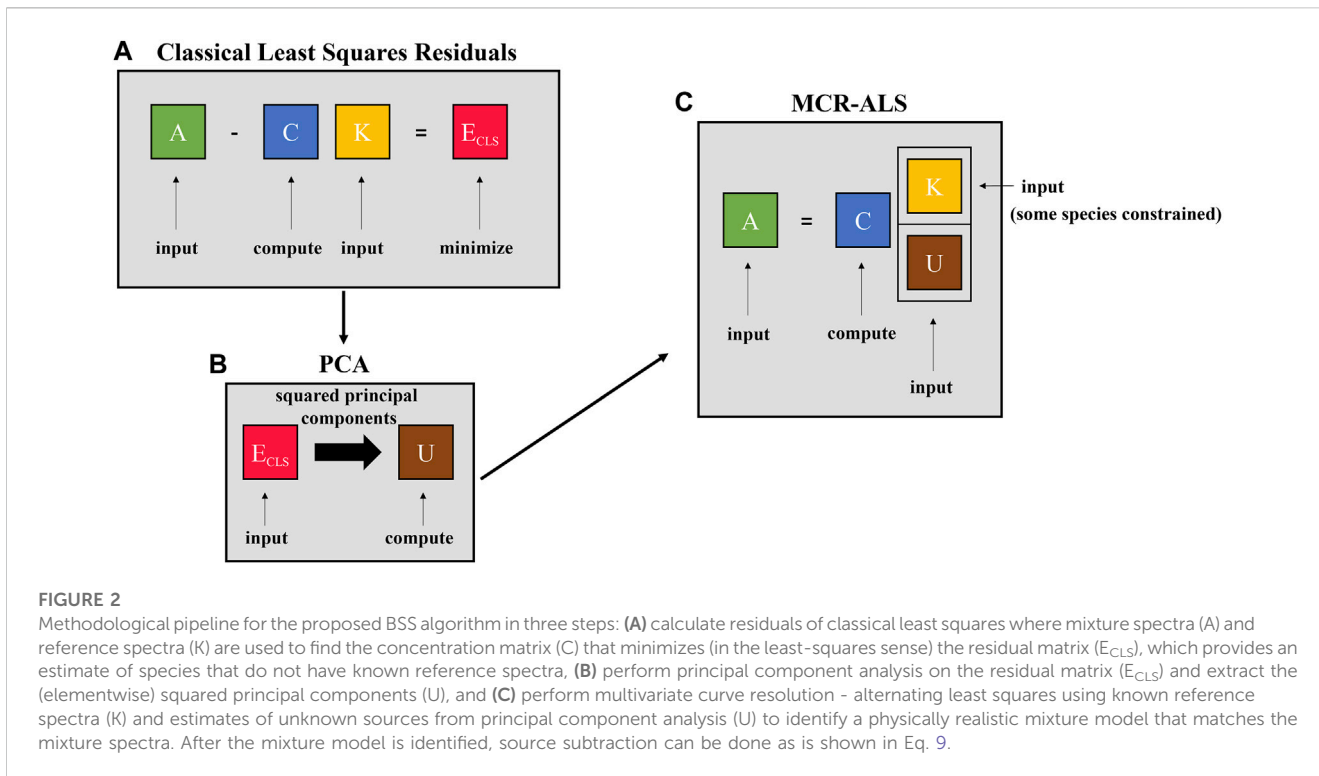 A Classical Least Squares Residuals
A - C K = E_CLS
input compute input minimize
B PCA
squared principal
components
E_CLS U
input compute
C MCR-ALS
K
input
(some species constrained)
A = C
U
input compute
input
FIGURE 2
Methodological pipeline for the proposed BSS algorithm in three steps: (A) calculate residuals of classical least squares where mixture spectra (A) and
reference spectra (K) are used to find the concentration matrix (C) that minimizes (in the least-squares sense) the residual matrix (E_CLS), which provides an
estimate of species that do not have known reference spectra, (B) perform principal component analysis on the residual matrix (E_CLS) and extract the
(elementwise) squared principal components (U), and (C) perform multivariate curve resolution - alternating least squares using known reference
spectra (K) and estimates of unknown sources from principal component analysis (U) to identify a physically realistic mixture model that matches the
mixture spectra. After the mixture model is identified, source subtraction can be done as is shown in Eq. 9.